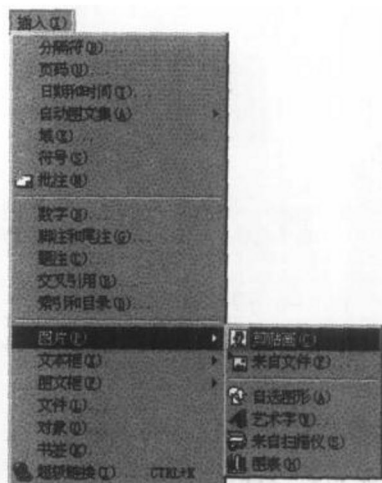 插入(I)
分隔符(B)...
页码(U)...
日期和时间(T)...
自动图文集(A)
域(F)...
符号(S)
批注(M)
数字(N)...
脚注和尾注(O)...
题注(C)...
交叉引用(R)...
索引和目录(D)...
图片(P)
文本框(X)
图文框(X)
文件(L)...
对象(O)...
书签(K)...
超级链接(I)... CTRL+K
剪贴画(C)
来自文件(F)
自选图形(A)
艺术字(W)...
来自扫描仪(S)
图表(H)